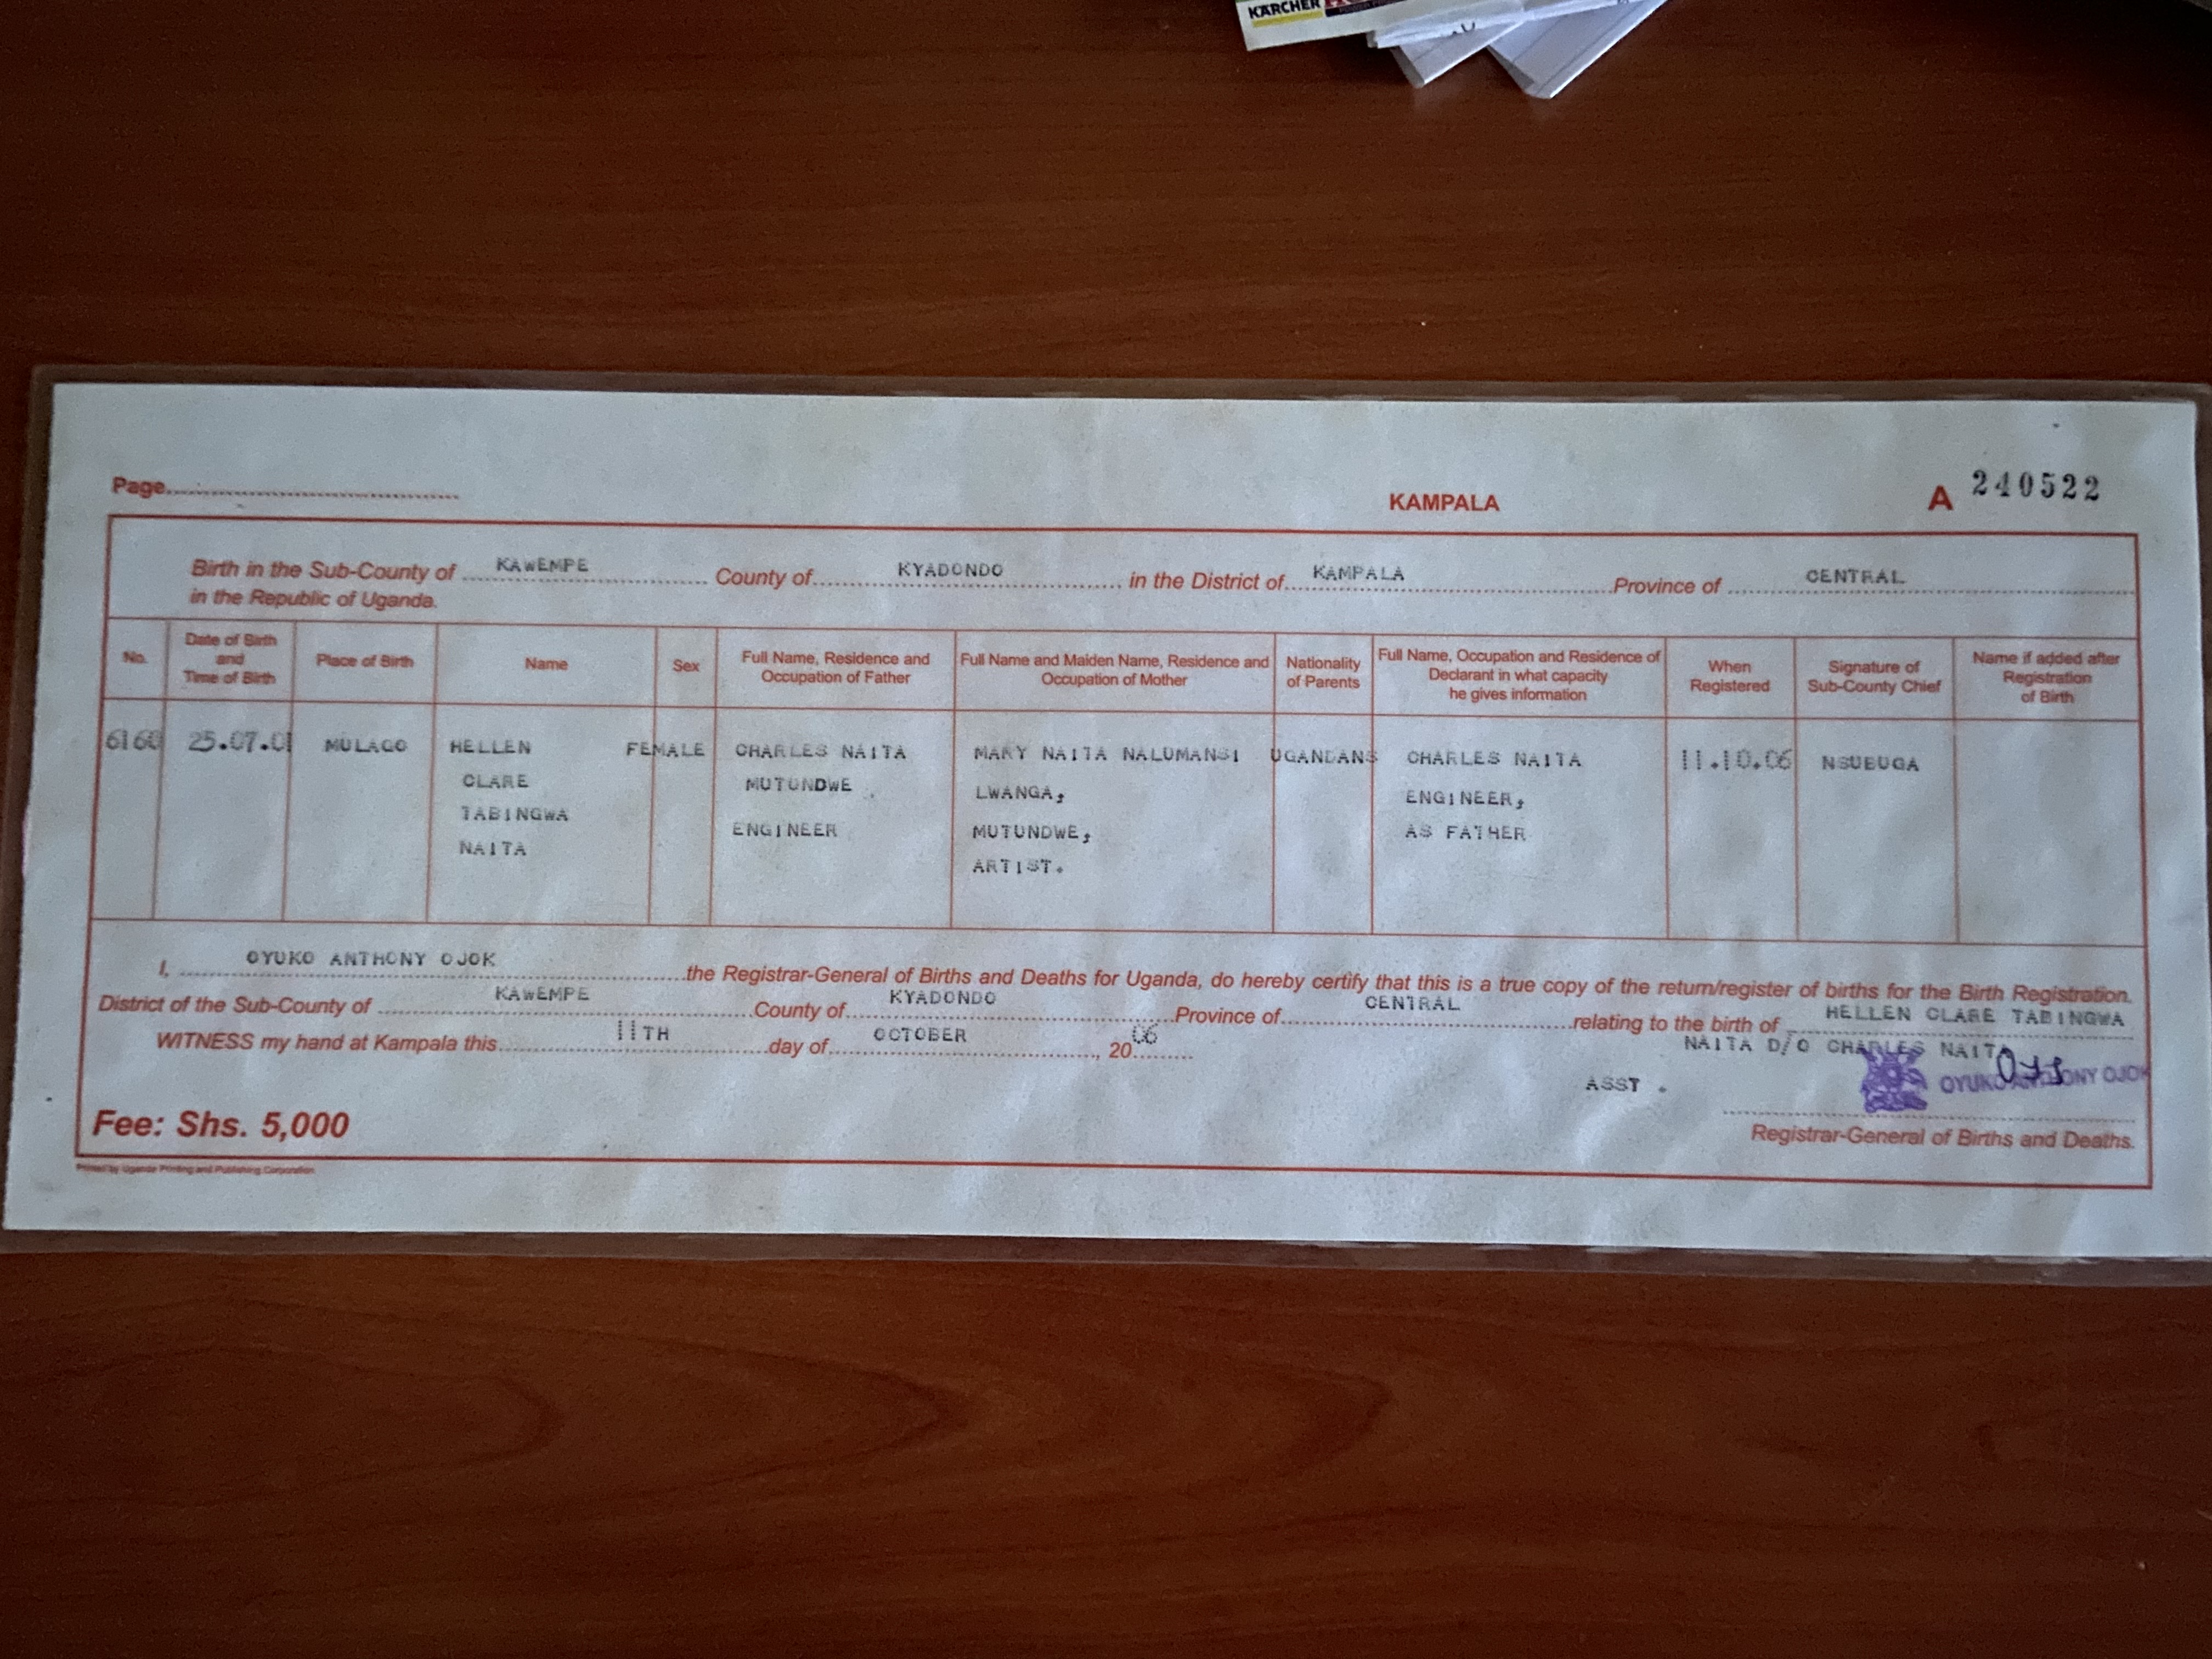 Page
KAMPALA
A 240522
Birth in the Sub-County of KAWEMPE County of KYADONDO in the District of KAMPALA Province of CENTRAL
in the Republic of Uganda.
No.
Date of Birth
and
Time of Birth
Place of Birth
Name
Sex
Full Name, Residence and
Occupation of Father
Full Name and Maiden Name, Residence and
Occupation of Mother
Nationality
of Parents
Full Name, Occupation and Residence of
Declarant in what capacity
he gives information
When
Registered
Signature of
Sub-County Chief
Name if added after
Registration
of Birth
6160
25.07.01
MULAGO
HELLEN
CLARE
TABINGWA
NAITA
FEMALE
CHARLES NAITA
MUTUNDWE
ENGINEER
MARY NAITA NALUMANSI
LWANGA,
MUTUNDWE,
ARTIST.
UGANDANS
CHARLES NAITA
ENGINEER,
AS FATHER
11.10.06
NSUBUGA
I, OYUKO ANTHONY OJOK the Registrar-General of Births and Deaths for Uganda, do hereby certify that this is a true copy of the return/register of births for the Birth Registration
District of the Sub-County of KAWEMPE County of KYADONDO Province of CENTRAL relating to the birth of HELLEN CLARE TABINGWA
NAITA D/O CHARLES NAITA
WITNESS my hand at Kampala this 11TH day of OCTOBER, 20 06
OYUKO ANTHONY OJOK
ASST.
Registrar-General of Births and Deaths.
Fee: Shs. 5,000
Printed by Uganda Printing and Publishing Corporation
KARCHER